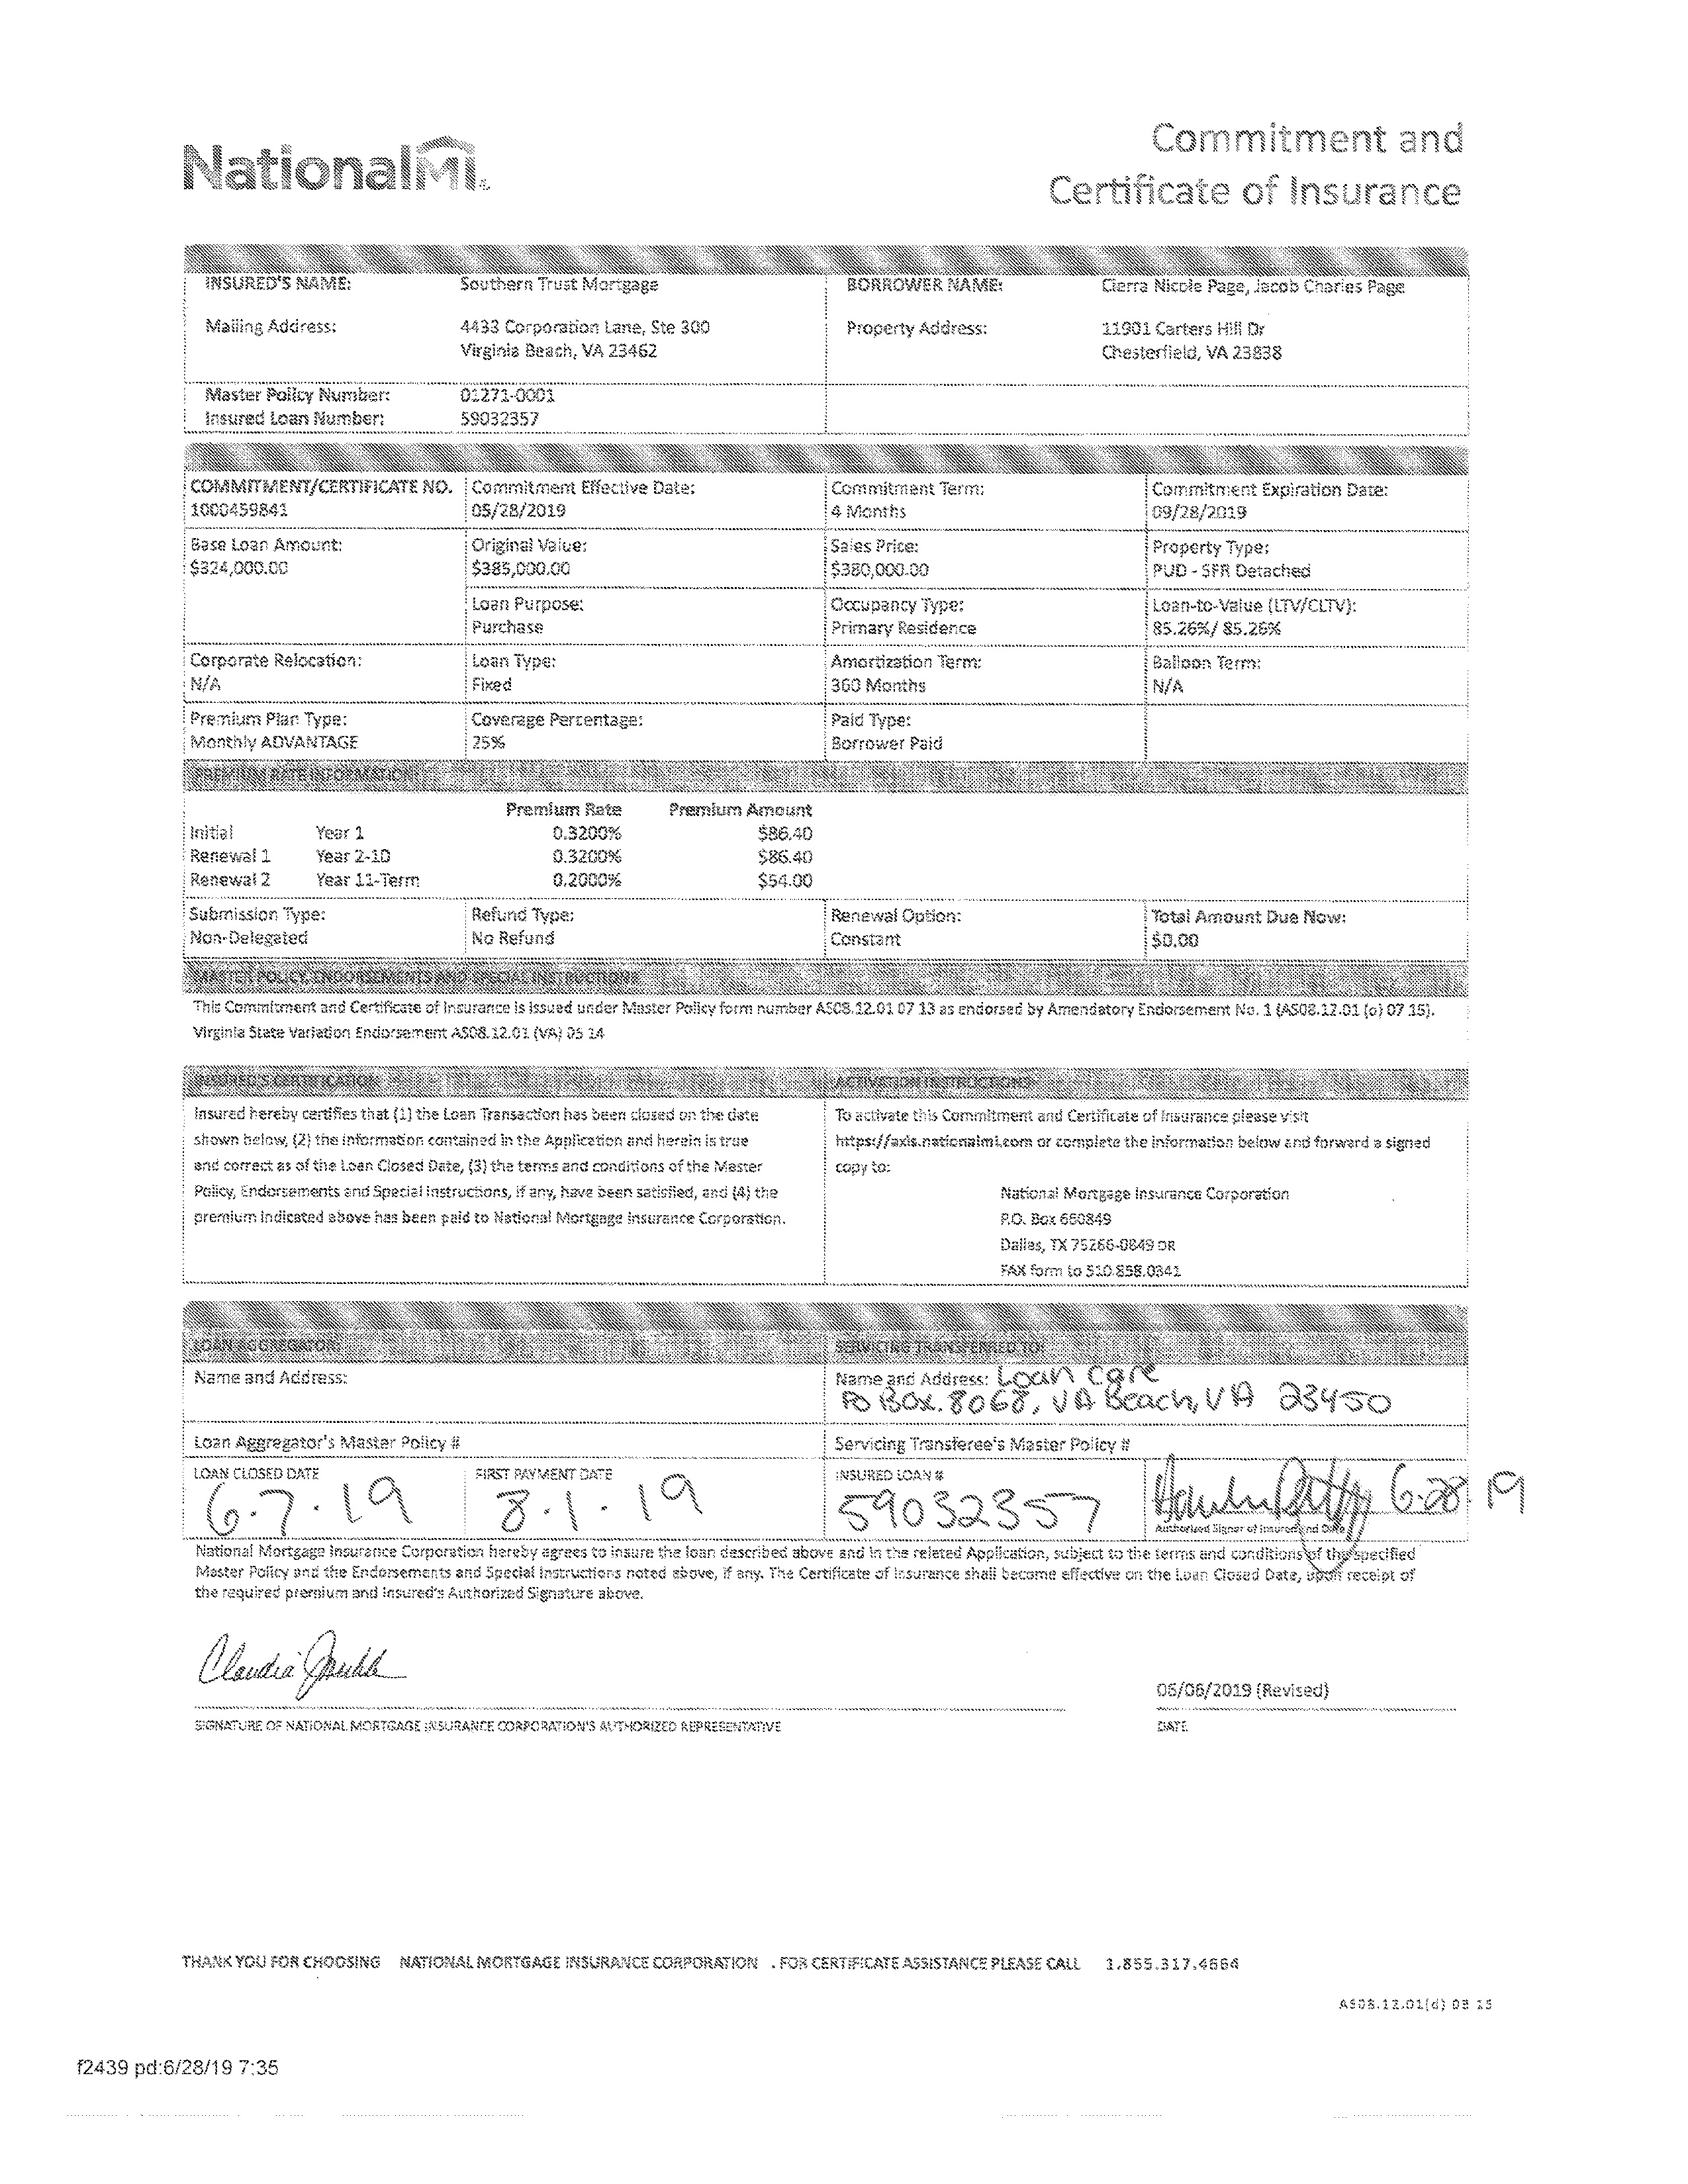 NationalMI
Commitment and
Certificate of Insurance
INSURED'S NAME: Southern Trust Mortgage BORROWER NAME: Cierra Nicole Page, Jacob Charles Page
Mailing Address: 4433 Corporation Lane, Ste 300 Property Address: 11901 Carters Hill Dr
Virginia Beach, VA 23462 Chesterfield, VA 23838
Master Policy Number: 01271-0001
Insured Loan Number: 59032357
COMMITMENT/CERTIFICATE NO. Commitment Effective Date: Commitment Term: Commitment Expiration Date:
1000459841 05/28/2019 4 Months 09/28/2019
Base Loan Amount: Original Value: Sales Price: Property Type:
$324,000.00 $385,000.00 $380,000.00 PUD - SFR Detached
Loan Purpose: Occupancy Type: Loan-to-Value (LTV/CLTV):
Purchase Primary Residence 85.26%/ 85.26%
Corporate Relocation: Loan Type: Amortization Term: Balloon Term:
N/A Fixed 360 Months N/A
Premium Plan Type: Coverage Percentage: Paid Type:
Monthly ADVANTAGE 25% Borrower Paid
PREMIUM RATE INFORMATION:
Premium Rate Premium Amount
Initial Year 1 0.3200% $86.40
Renewal 1 Year 2-10 0.3200% $86.40
Renewal 2 Year 11-Term 0.2000% $54.00
Submission Type: Refund Type: Renewal Option: Total Amount Due Now:
Non-Delegated No Refund Constant $0.00
MASTER POLICY, ENDORSEMENTS AND SPECIAL INSTRUCTIONS:
This Commitment and Certificate of Insurance is issued under Master Policy form number AS08.12.01 07 13 as endorsed by Amendatory Endorsement No. 1 (AS08.12.01 (o) 07 15).
Virginia State Variation Endorsement AS08.12.01 (VA) 05 14
INSURED'S CERTIFICATION: ACTIVATION INSTRUCTIONS:
Insured hereby certifies that (1) the Loan Transaction has been closed on the date
shown below, (2) the information contained in the Application and herein is true
and correct as of the Loan Closed Date, (3) the terms and conditions of the Master
Policy, Endorsements and Special Instructions, if any, have been satisfied, and (4) the
premium indicated above has been paid to National Mortgage Insurance Corporation.
To activate this Commitment and Certificate of Insurance please visit
https://axis.nationalmi.com or complete the information below and forward a signed
copy to:
National Mortgage Insurance Corporation
P.O. Box 660849
Dallas, TX 75266-0849 OR
FAX form to 510.858.0341
LOAN AGGREGATOR: SERVICING TRANSFERRED TO:
Name and Address: Name and Address: Loan Care
PO Box 8068, VA Beach, VA 23450
Loan Aggregator's Master Policy # Servicing Transferee's Master Policy #
LOAN CLOSED DATE FIRST PAYMENT DATE INSURED LOAN #
6.7.19 8.1.19 59032357 6-28-19
Authorized Signer of Insured and Date
National Mortgage Insurance Corporation hereby agrees to insure the loan described above and in the related Application, subject to the terms and conditions of the specified
Master Policy and the Endorsements and Special Instructions noted above, if any. The Certificate of Insurance shall become effective on the Loan Closed Date, upon receipt of
the required premium and Insured's Authorized Signature above.
Claudia
06/06/2019 (Revised)
SIGNATURE OF NATIONAL MORTGAGE INSURANCE CORPORATION'S AUTHORIZED REPRESENTATIVE DATE
THANK YOU FOR CHOOSING NATIONAL MORTGAGE INSURANCE CORPORATION . FOR CERTIFICATE ASSISTANCE PLEASE CALL 1.855.317.4664
AS08.12.01(d) 08 15
f2439 pd:6/28/19 7:35